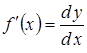 f'(x) = dy/dx